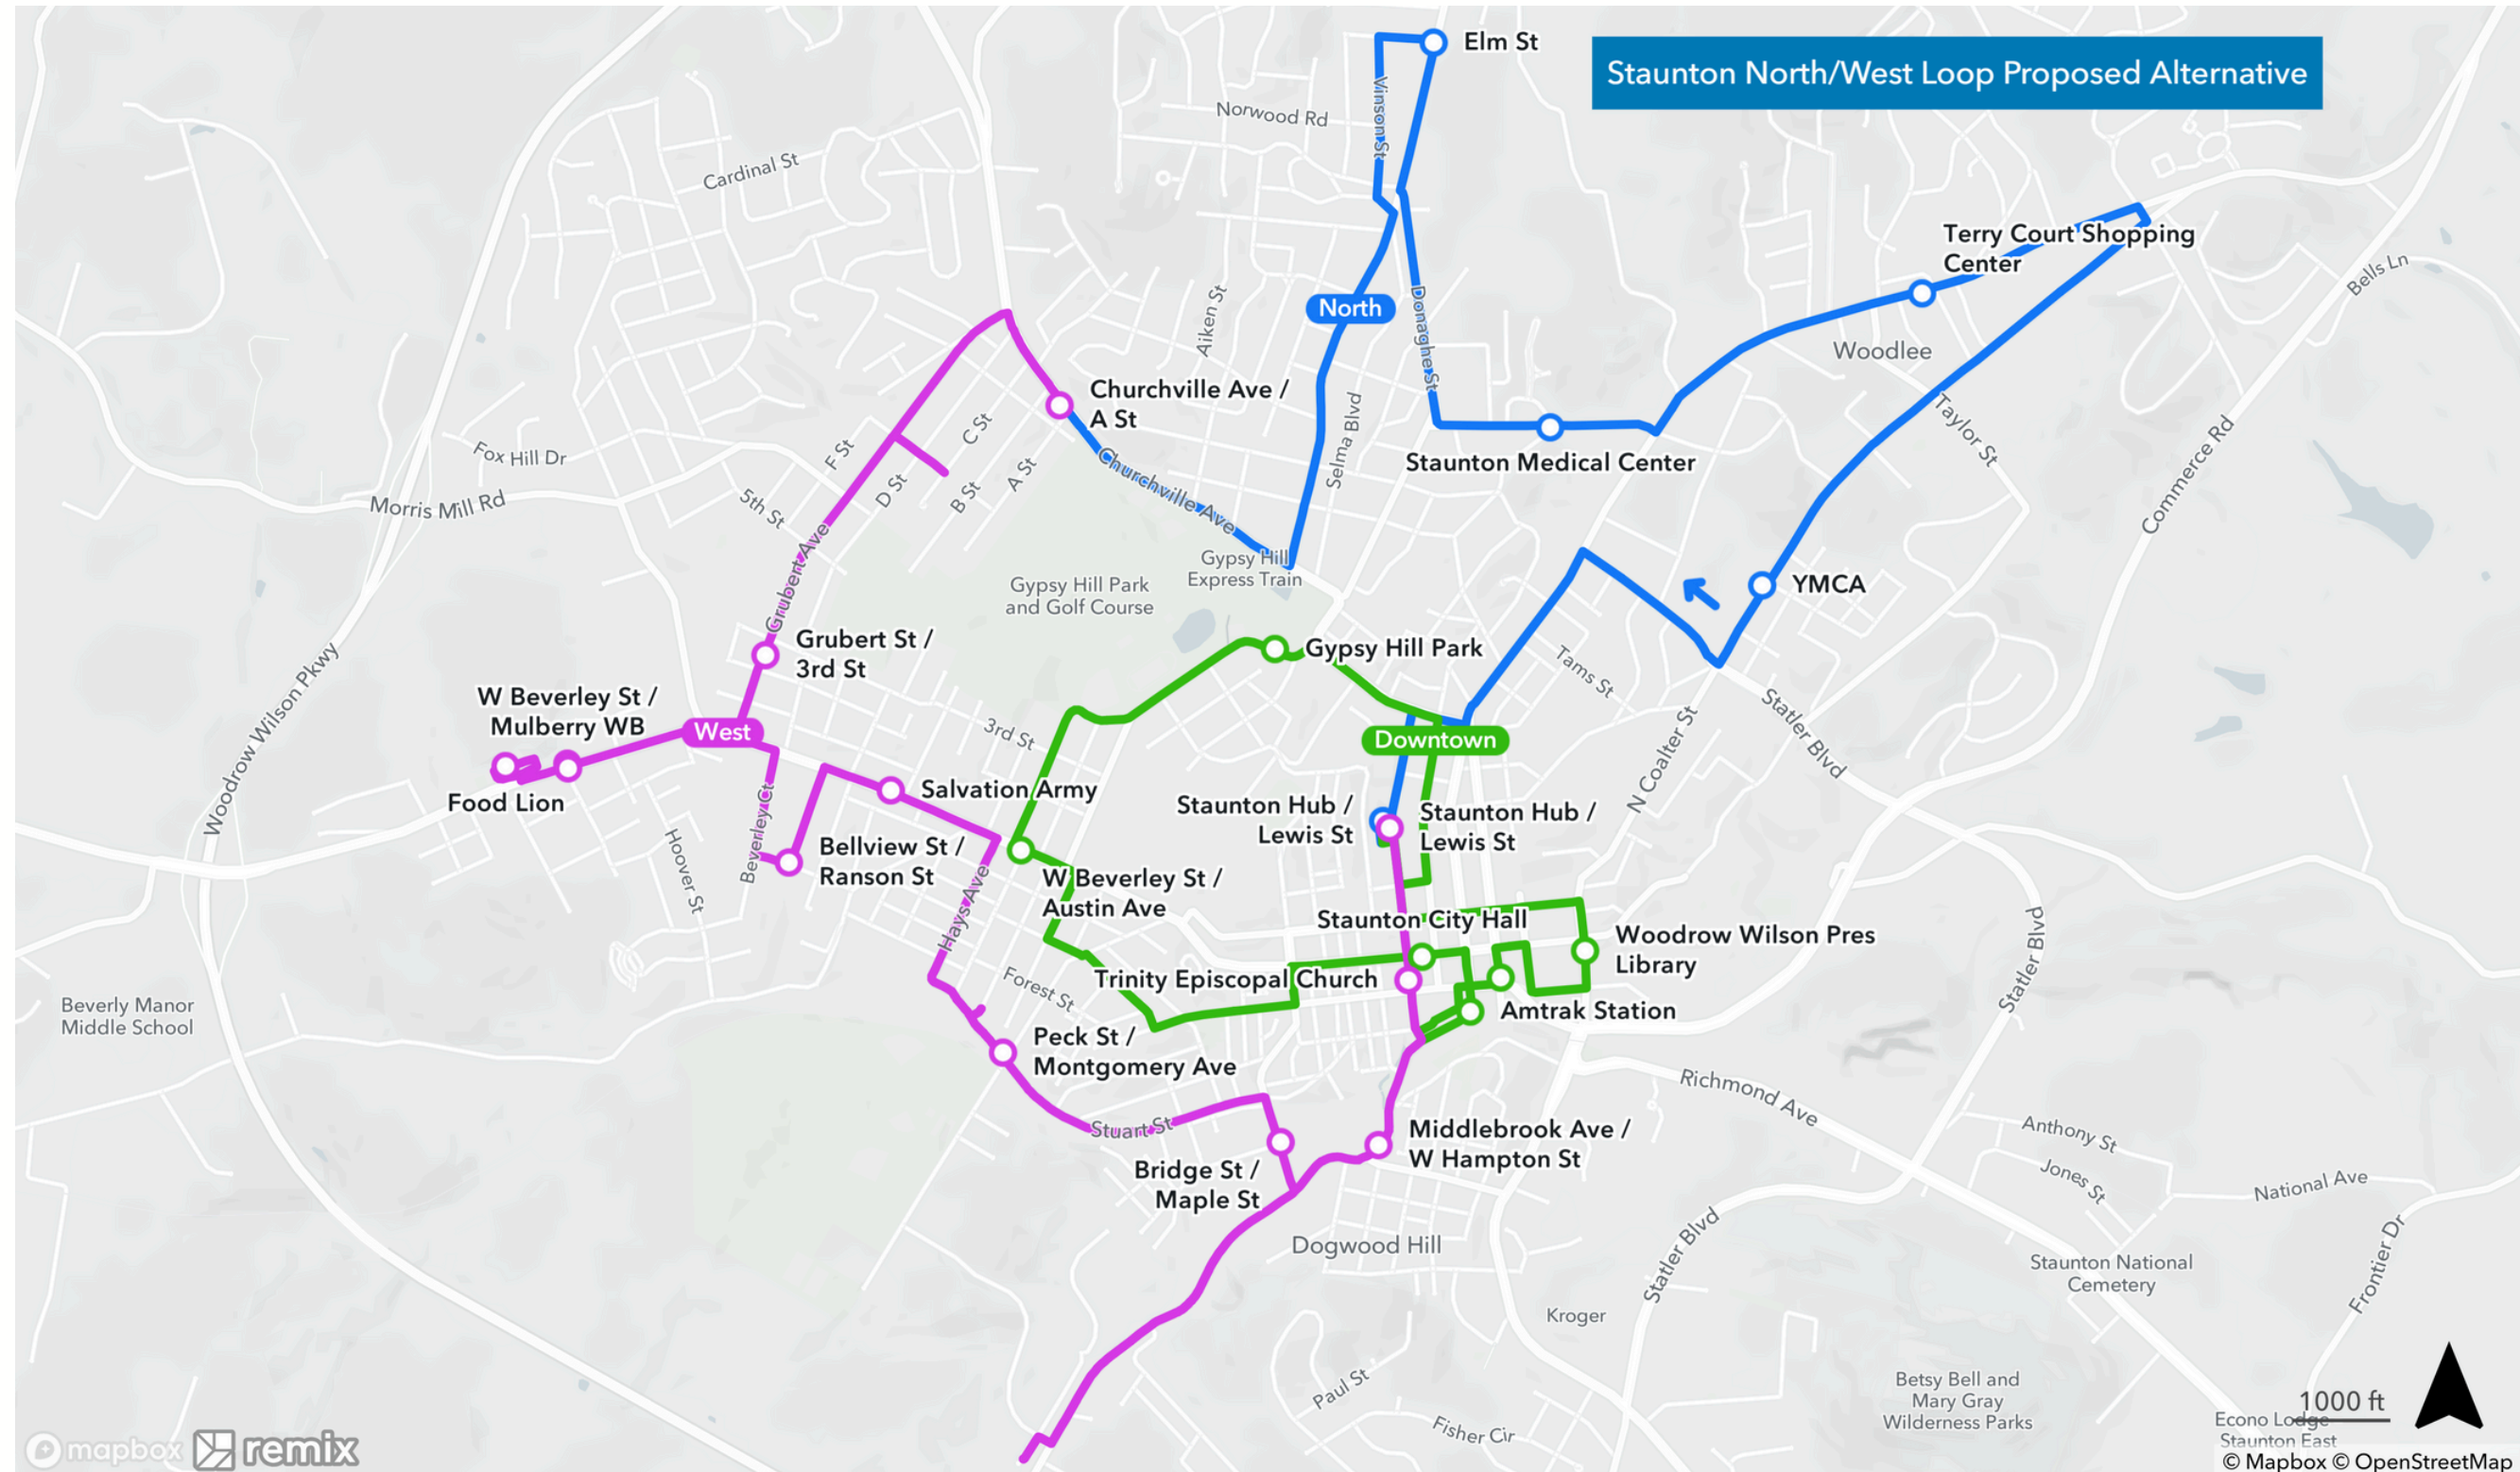 Elm St
Staunton North/West Loop Proposed Alternative
Vinson St
Norwood Rd
Cardinal St
Terry Court Shopping
Center
Bells Ln
North
Donaghe St
Aiken St
Woodlee
Churchville Ave /
A St
Taylor St
Selma Blvd
C St
F St
Fox Hill Dr
Churchville Ave
Staunton Medical Center
A St
D St
B St
Commerce Rd
Morris Mill Rd
5th St
Gypsy Hill
Express Train
Gypsy Hill Park
and Golf Course
YMCA
Grubert Ave
Grubert St /
3rd St
Gypsy Hill Park
Tams St
W Beverley St /
Mulberry WB
Woodrow Wilson Pkwy
West
3rd St
Downtown
Statler Blvd
N Coalter St
Food Lion
Salvation Army
Staunton Hub /
Lewis St
Staunton Hub /
Lewis St
Beverley Ct
Hoover St
Bellview St /
Ranson St
W Beverley St /
Austin Ave
Hays Ave
Staunton City Hall
Woodrow Wilson Pres
Library
Statler Blvd
Forest St
Trinity Episcopal Church
Amtrak Station
Beverly Manor
Middle School
Peck St /
Montgomery Ave
Richmond Ave
Stuart St
Middlebrook Ave /
W Hampton St
Anthony St
Bridge St /
Maple St
Jones St
National Ave
Dogwood Hill
Statler Blvd
Staunton National
Cemetery
Frontier Dr
Kroger
Paul St
Betsy Bell and
Mary Gray
Wilderness Parks
1000 ft
Fisher Cir
Econo Lodge
Staunton East
mapbox
remix
© Mapbox © OpenStreetMap